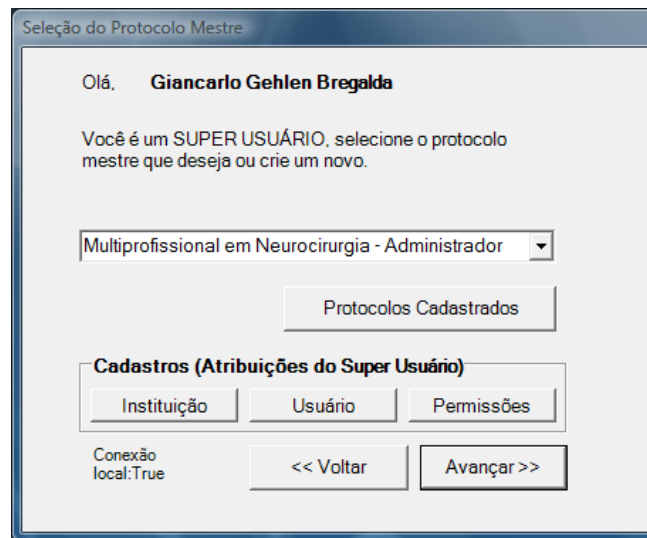 Seleção do Protocolo Mestre
Olá, Giancarlo Gehlen Bregalda
Você é um SUPER USUÁRIO, selecione o protocolo
mestre que deseja ou crie um novo.
Multiprofissional em Neurocirurgia - Administrador
Protocolos Cadastrados
Cadastros (Atribuições do Super Usuário)
Instituição Usuário Permissões
Conexão
local:True
<< Voltar Avançar >>